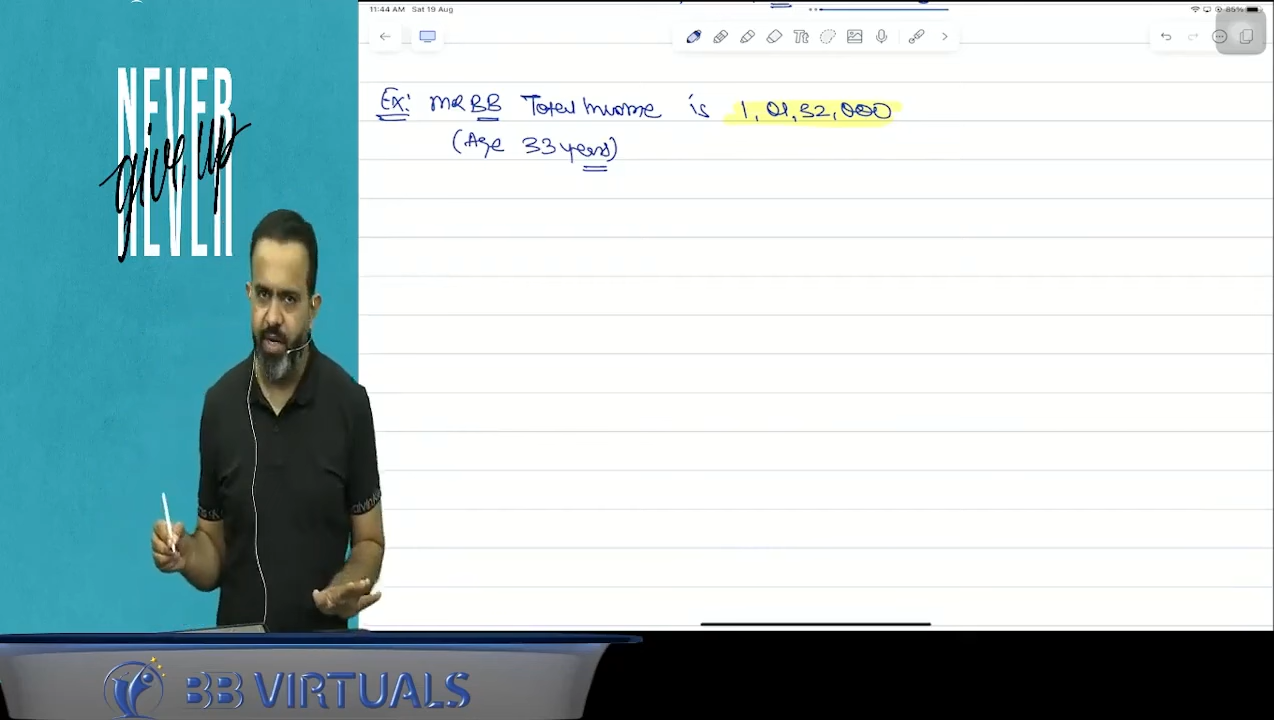 11:44 AM Sat 19 Aug
85%
NEVER
give up
NEVER
Ex: MR BB Total Income is 1,01,52,000
(Age 33 years)
BB VIRTUALS